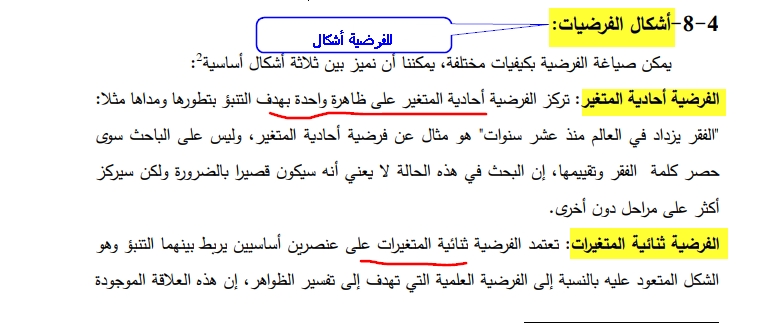 4-8-أشكال الفرضيات:
للفرضية أشكال
يمكن صياغة الفرضية بكيفيات مختلفة، يمكننا أن نميز بين ثلاثة أشكال أساسية2:
الفرضية أحادية المتغير: تركز الفرضية أحادية المتغير على ظاهرة واحدة بهدف التنبؤ بتطورها ومداها مثلا:
"الفقر يزداد في العالم منذ عشر سنوات" هو مثال عن فرضية أحادية المتغير، وليس على الباحث سوى
حصر كلمة الفقر وتقييمها، إن البحث في هذه الحالة لا يعني أنه سيكون قصيرا بالضرورة ولكن سيركز
أكثر على مراحل دون أخرى.
الفرضية ثنائية المتغيرات: تعتمد الفرضية ثنائية المتغيرات على عنصرين أساسيين يربط بينهما التنبؤ وهو
الشكل المتعود عليه بالنسبة إلى الفرضية العلمية التي تهدف إلى تفسير الظواهر، إن هذه العلاقة الموجودة